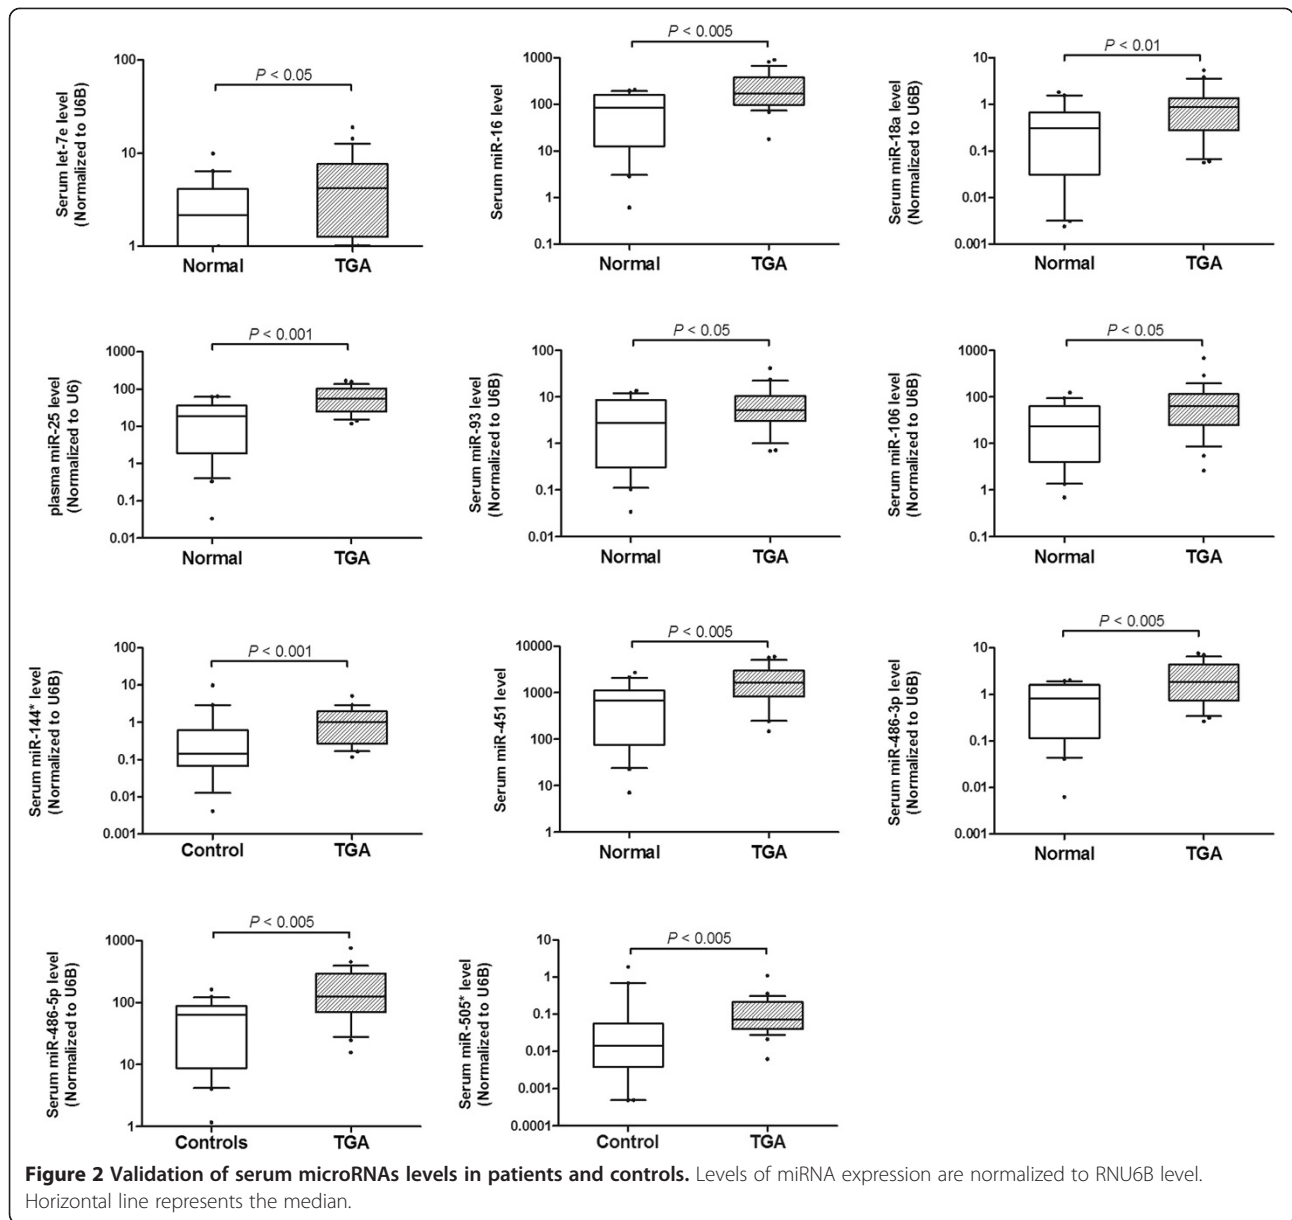 P < 0.05
Serum let-7e level
(Normalized to U6B)
100
10
1
Normal
TGA
P < 0.005
Serum miR-16 level
1000
100
10
1
0.1
Normal
TGA
P < 0.01
Serum miR-18a level
(Normalized to U6B)
10
1
0.1
0.01
0.001
Normal
TGA
P < 0.001
plasma miR-25 level
(Normalized to U6)
1000
100
10
1
0.1
0.01
Normal
TGA
P < 0.05
Serum miR-93 level
(Normalized to U6B)
100
10
1
0.1
0.01
Normal
TGA
P < 0.05
Serum miR-106 level
(Normalized to U6B)
1000
100
10
1
0.1
Normal
TGA
P < 0.001
Serum miR-144* level
(Normalized to U6B)
100
10
1
0.1
0.01
0.001
Control
TGA
P < 0.005
Serum miR-451 level
10000
1000
100
10
1
Normal
TGA
P < 0.005
Serum miR-486-3p level
(Normalized to U6B)
10
1
0.1
0.01
0.001
Normal
TGA
P < 0.005
Serum miR-486-5p level
(Normalized to U6B)
1000
100
10
1
Controls
TGA
P < 0.005
Serum miR-505* level
(Normalized to U6B)
10
1
0.1
0.01
0.001
0.0001
Control
TGA
Figure 2 Validation of serum microRNAs levels in patients and controls. Levels of miRNA expression are normalized to RNU6B level.
Horizontal line represents the median.